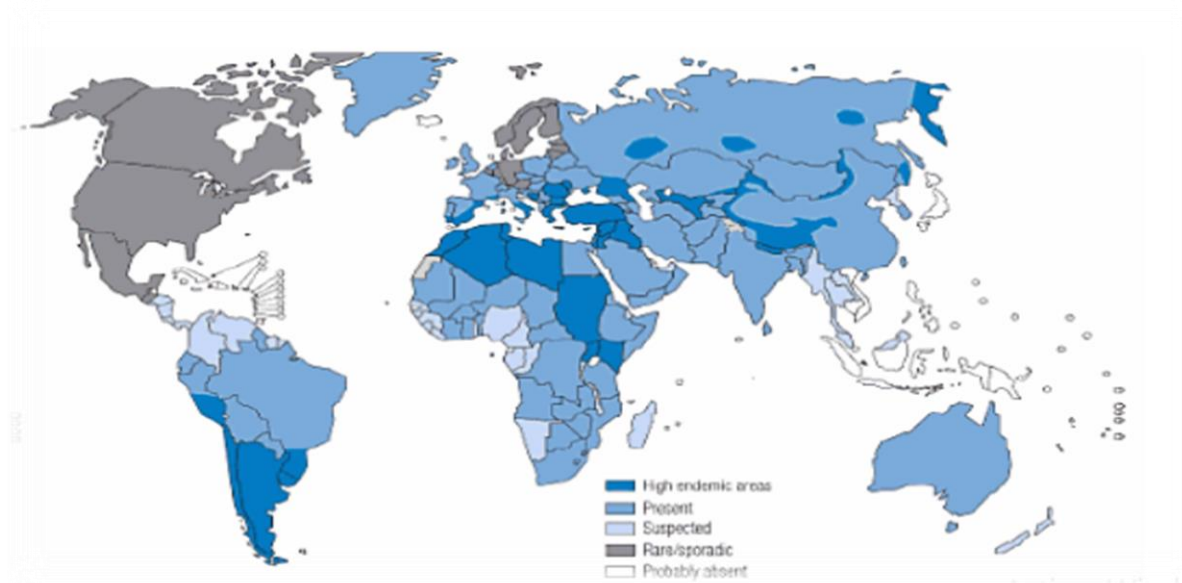 High endemic areas
Present
Suspected
Rare/sporadic
Probably absent